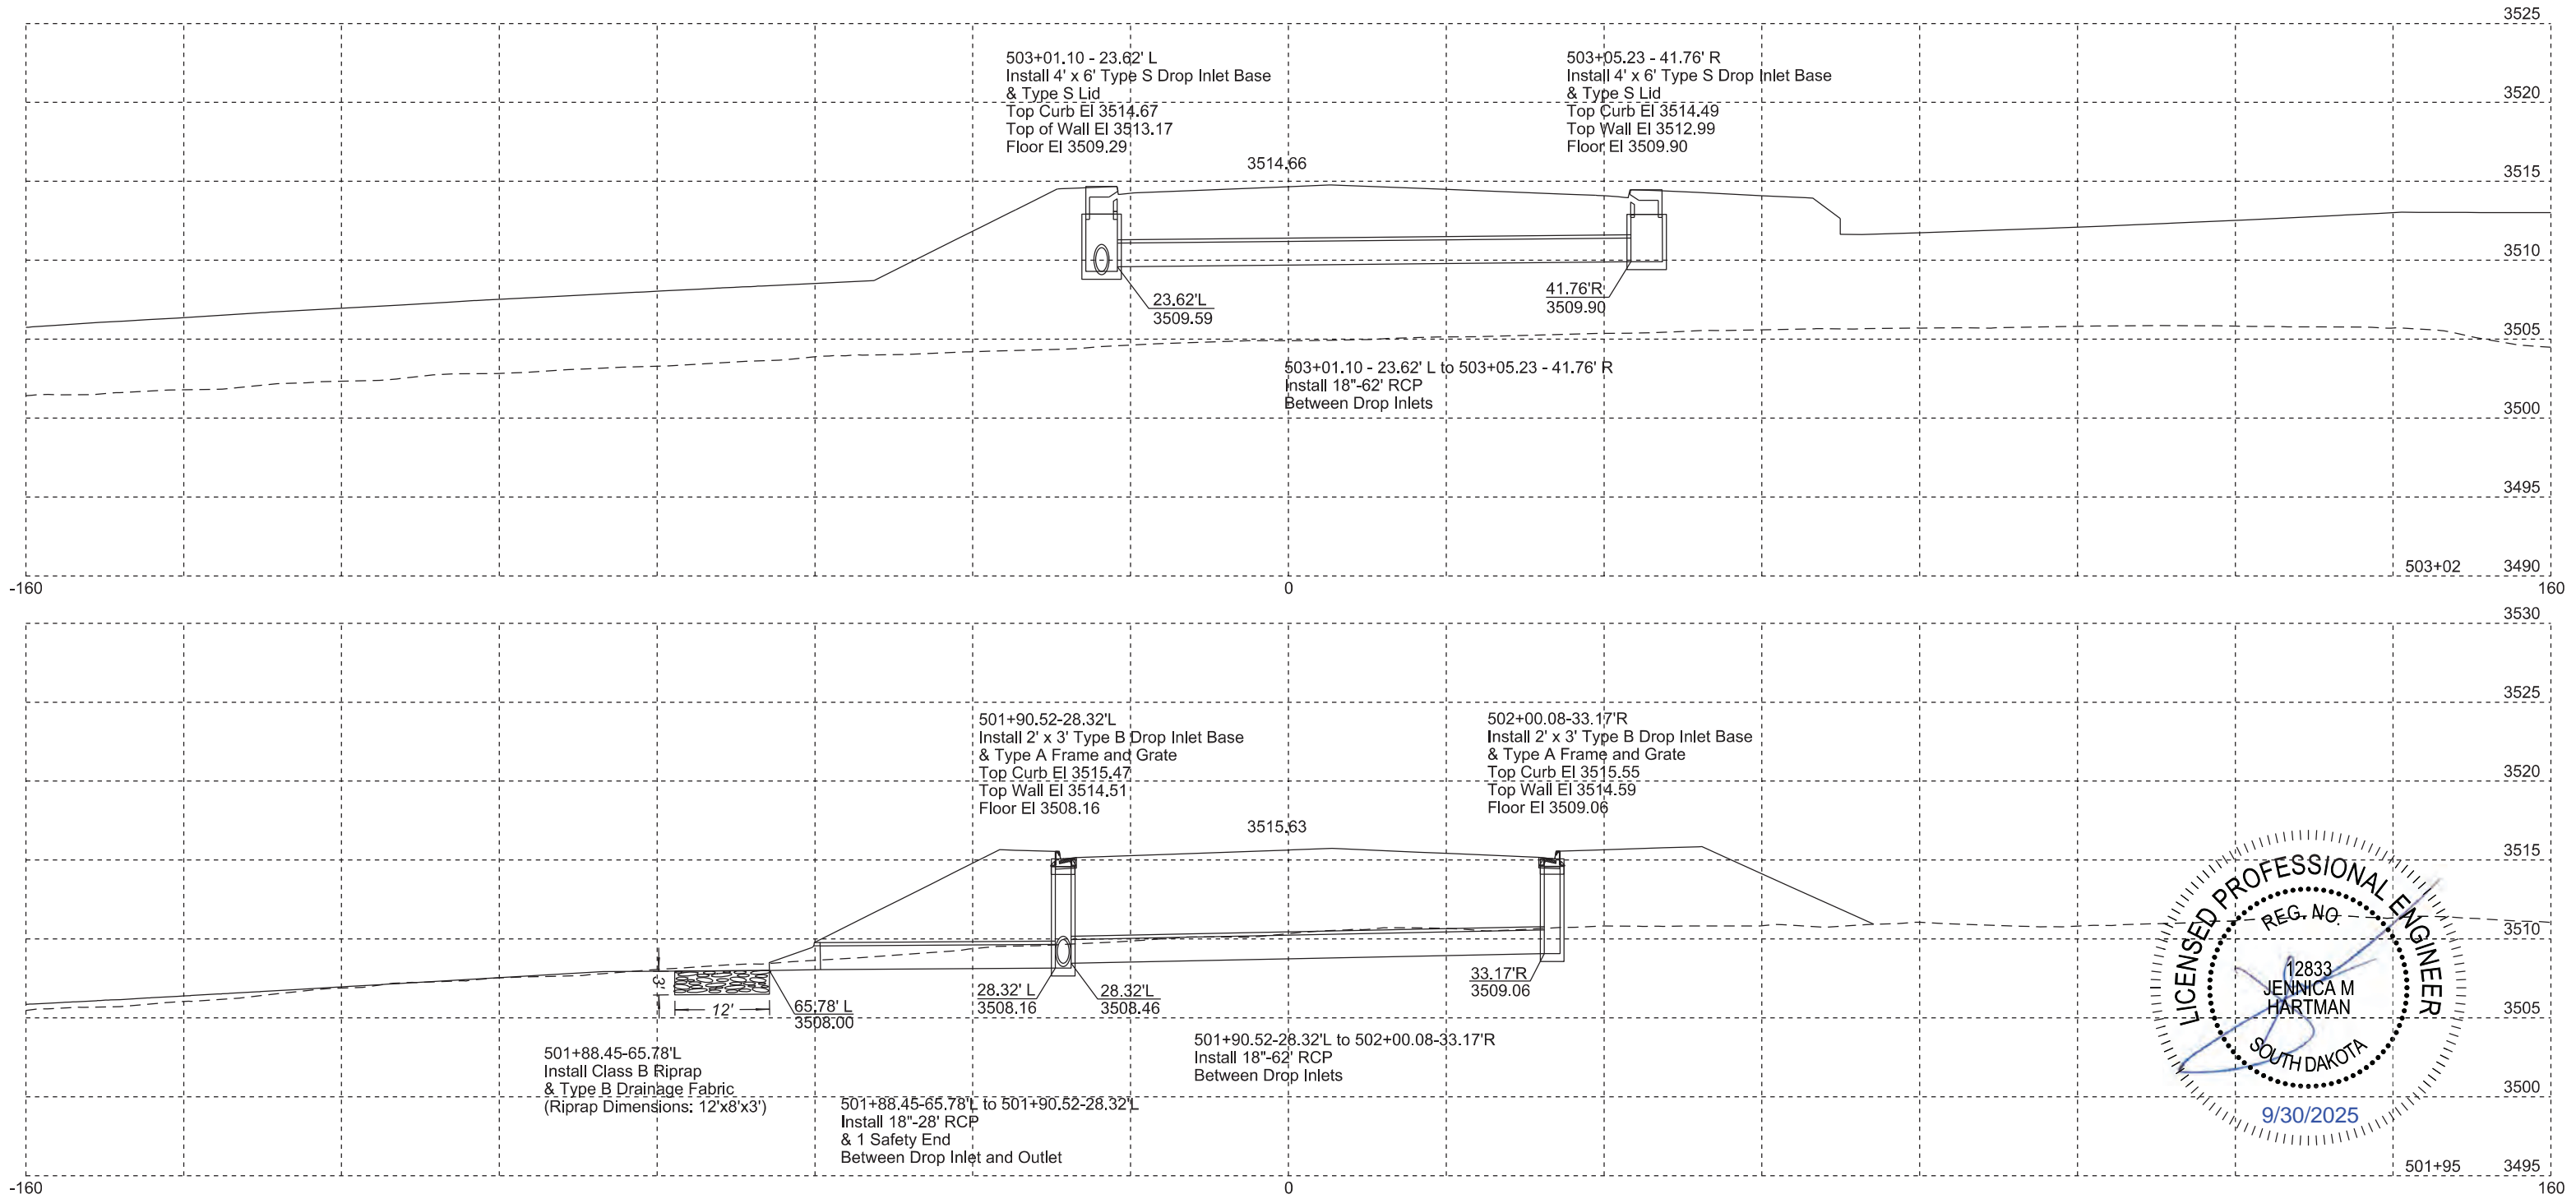 3525
503+01.10 - 23.62' L
Install 4' x 6' Type S Drop Inlet Base
& Type S Lid
Top Curb El 3514.67
Top of Wall El 3513.17
Floor El 3509.29
503+05.23 - 41.76' R
Install 4' x 6' Type S Drop Inlet Base
& Type S Lid
Top Curb El 3514.49
Top Wall El 3512.99
Floor El 3509.90
3520
3514.66
3515
3510
23.62'L
3509.59
41.76'R
3509.90
3505
503+01.10 - 23.62' L to 503+05.23 - 41.76' R
Install 18"-62' RCP
Between Drop Inlets
3500
3495
503+02
3490
-160
0
160
3530
3525
501+90.52-28.32'L
Install 2' x 3' Type B Drop Inlet Base
& Type A Frame and Grate
Top Curb El 3515.47
Top Wall El 3514.51
Floor El 3508.16
502+00.08-33.17'R
Install 2' x 3' Type B Drop Inlet Base
& Type A Frame and Grate
Top Curb El 3515.55
Top Wall El 3514.59
Floor El 3509.06
3520
3515.63
3515
3510
3'
12'
65.78' L
3508.00
28.32' L
3508.16
28.32'L
3508.46
33.17'R
3509.06
3505
501+88.45-65.78'L
Install Class B Riprap
& Type B Drainage Fabric
(Riprap Dimensions: 12'x8'x3')
501+88.45-65.78'L to 501+90.52-28.32'L
Install 18"-28' RCP
& 1 Safety End
Between Drop Inlet and Outlet
501+90.52-28.32'L to 502+00.08-33.17'R
Install 18"-62' RCP
Between Drop Inlets
LICENSED PROFESSIONAL ENGINEER
REG. NO.
12833
JENNICA M
HARTMAN
SOUTH DAKOTA
9/30/2025
3500
501+95
3495
-160
0
160